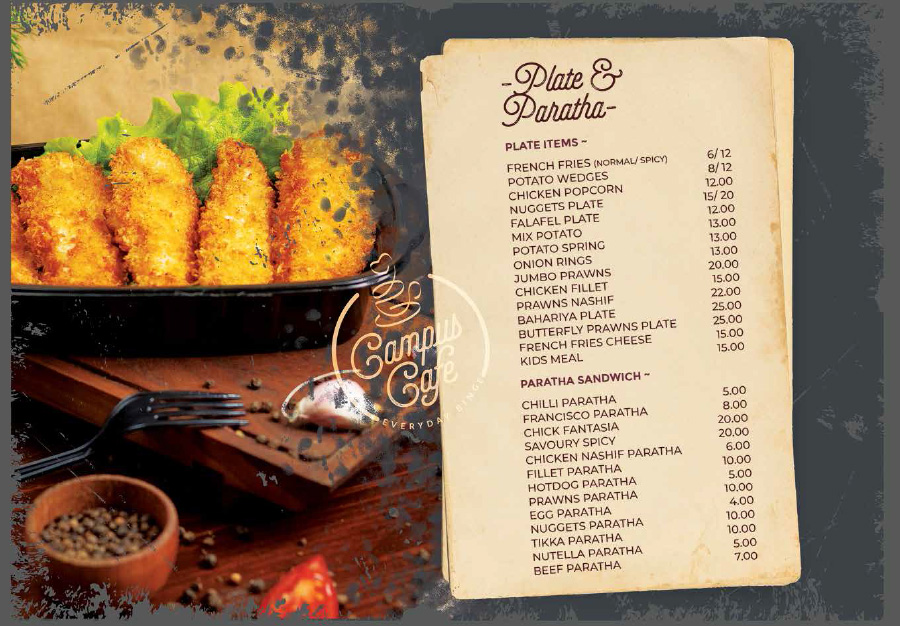 -Plate &
Paratha-
PLATE ITEMS ~
FRENCH FRIES (NORMAL/ SPICY) 6/ 12
POTATO WEDGES 8/ 12
CHICKEN POPCORN 12.00
NUGGETS PLATE 15/ 20
FALAFEL PLATE 12.00
MIX POTATO 13.00
POTATO SPRING 13.00
ONION RINGS 13.00
JUMBO PRAWNS 20.00
CHICKEN FILLET 15.00
PRAWNS NASHIF 22.00
BAHARIYA PLATE 25.00
BUTTERFLY PRAWNS PLATE 25.00
FRENCH FRIES CHEESE 15.00
KIDS MEAL 15.00
PARATHA SANDWICH ~
CHILLI PARATHA 5.00
FRANCISCO PARATHA 8.00
CHICK FANTASIA 20.00
SAVOURY SPICY 20.00
CHICKEN NASHIF PARATHA 6.00
FILLET PARATHA 10.00
HOTDOG PARATHA 5.00
PRAWNS PARATHA 10.00
EGG PARATHA 4.00
NUGGETS PARATHA 10.00
TIKKA PARATHA 10.00
NUTELLA PARATHA 5.00
BEEF PARATHA 7.00
Campus
Cafe
EVERYDAY